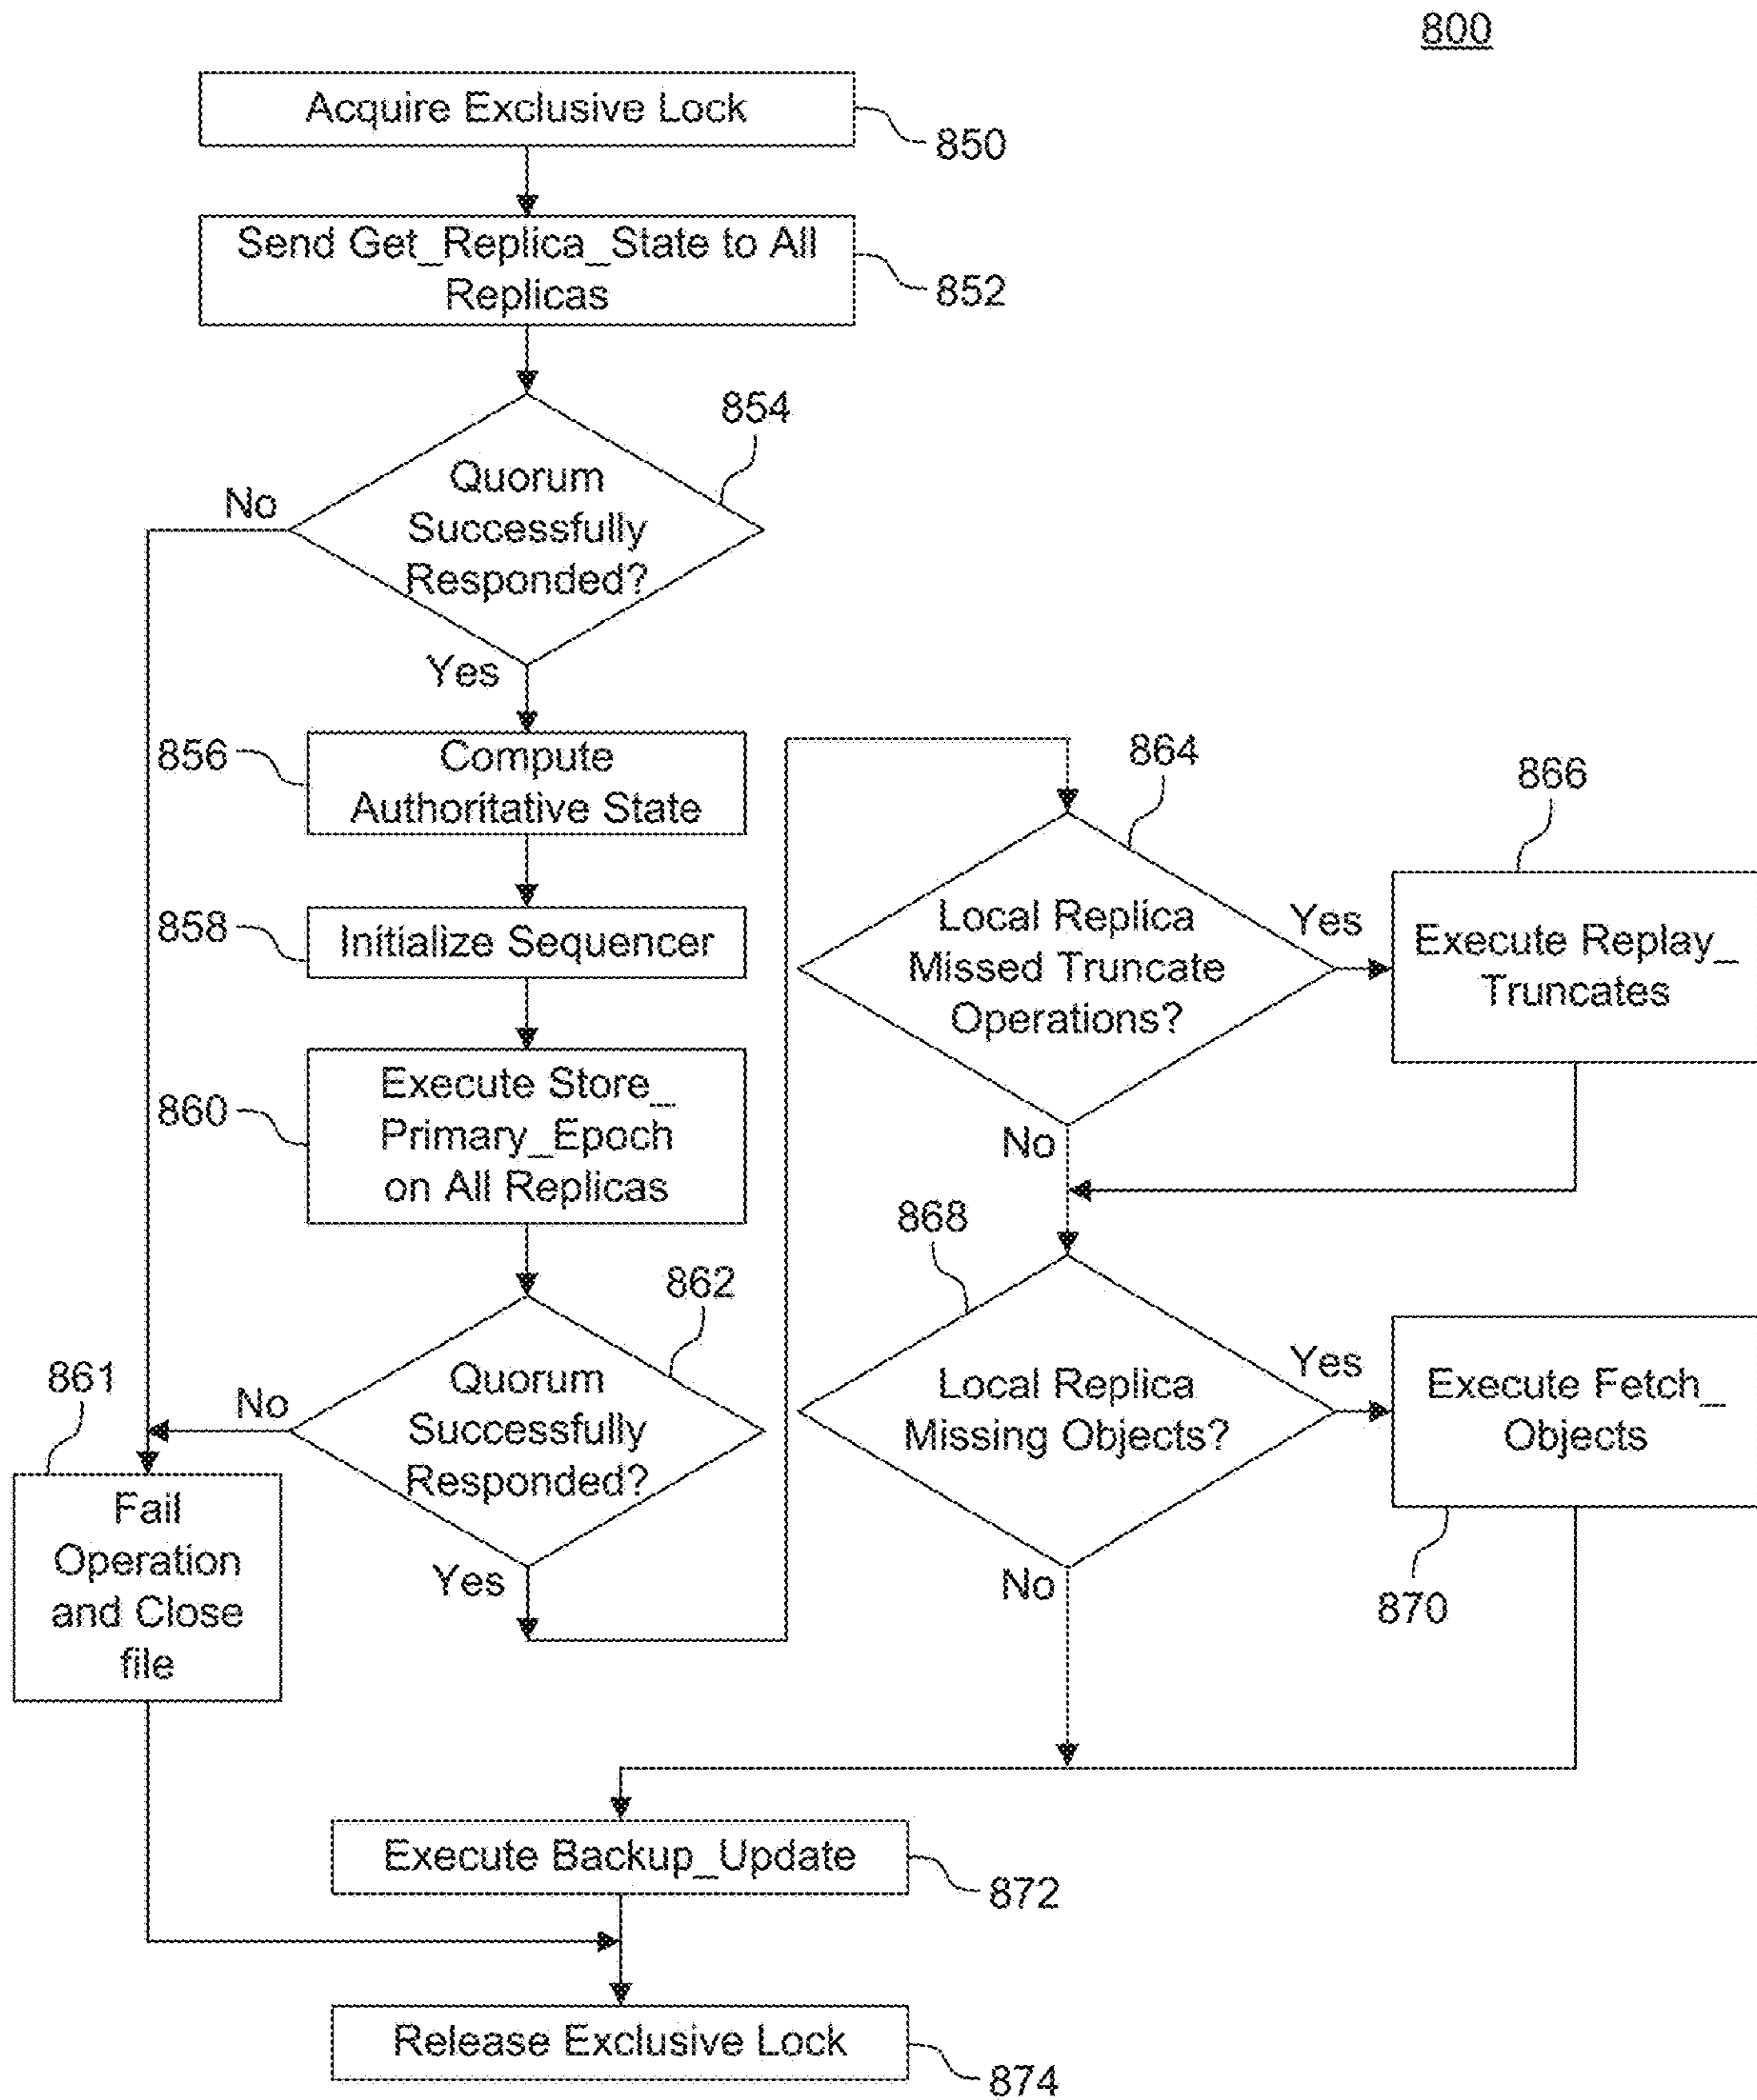 800
Acquire Exclusive Lock
850
Send Get_Replica_State to All
Replicas
852
854
Quorum
Successfully
Responded?
No
Yes
856
Compute
Authoritative State
858
Initialize Sequencer
860
Execute Store_
Primary_Epoch
on All Replicas
862
Quorum
Successfully
Responded?
No
Yes
861
Fail
Operation
and Close
file
864
Local Replica
Missed Truncate
Operations?
Yes
No
866
Execute Replay_
Truncates
868
Local Replica
Missing Objects?
Yes
No
Execute Fetch_
Objects
870
Execute Backup_Update
872
Release Exclusive Lock
874